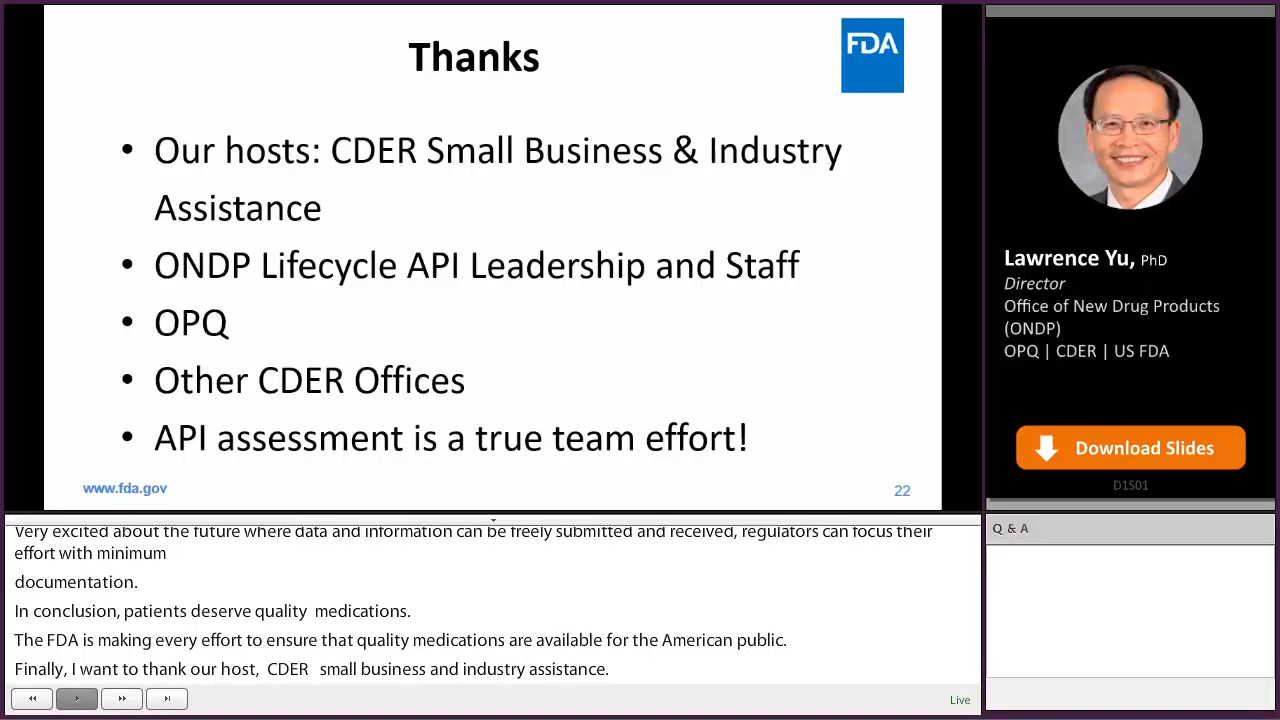 Thanks
FDA
• Our hosts: CDER Small Business & Industry
Assistance
• ONDP Lifecycle API Leadership and Staff
• OPQ
• Other CDER Offices
• API assessment is a true team effort!
www.fda.gov
22
Lawrence Yu, PhD
Director
Office of New Drug Products
(ONDP)
OPQ | CDER | US FDA
Download Slides
D1S01
Very excited about the future where data and information can be freely submitted and received, regulators can focus their
effort with minimum
documentation.
In conclusion, patients deserve quality medications.
The FDA is making every effort to ensure that quality medications are available for the American public.
Finally, I want to thank our host, CDER small business and industry assistance.
Live
Q & A